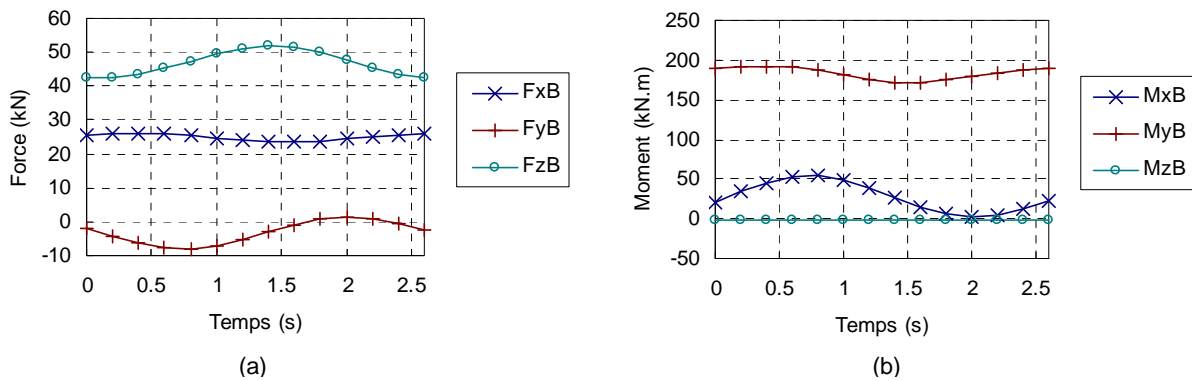 60
50
40
30
20
10
0
-10
Force (kN)
0 0.5 1 1.5 2 2.5
Temps (s)
FxB
FyB
FzB
(a)
250
200
150
100
50
0
-50
Moment (kN.m)
0 0.5 1 1.5 2 2.5
Temps (s)
MxB
MyB
MzB
(b)